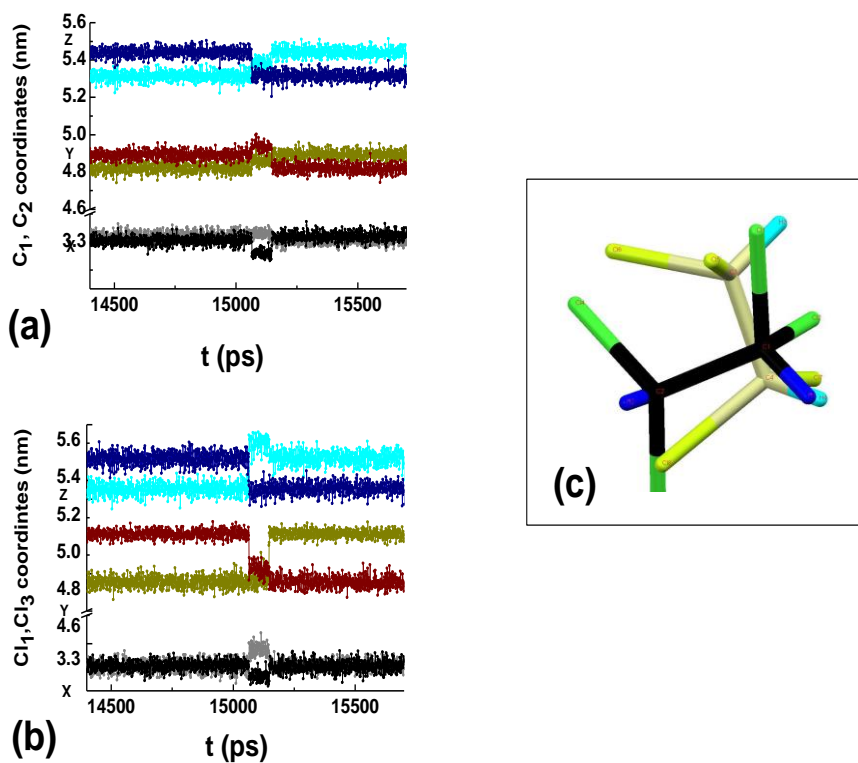 5.6
Z
5.4
5.2
5.0
Y
4.8
4.6
3.3
X
C1, C2 coordinates (nm)
14500 15000 15500
(a)
t (ps)
5.6
5.4
Z
5.2
5.0
4.8
Y
4.6
3.3
X
Cl1,Cl3 coordintes (nm)
14500 15000 15500
(b)
t (ps)
(c)